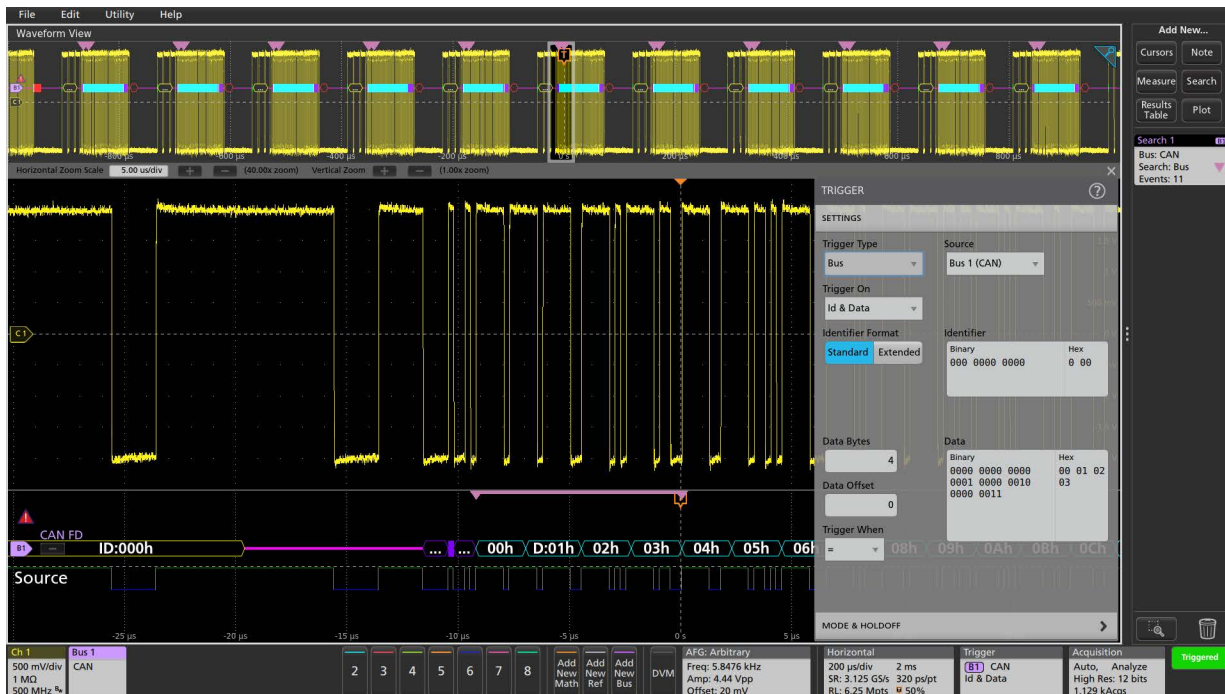 File Edit Utility Help
Waveform View
Add New...
Cursors Note
Measure Search
Results Table Plot
Search 1 B1
Bus: CAN
Search: Bus
Events: 11
T
B1
C1
-800 µs -600 µs -400 µs -200 µs 0 s 200 µs 400 µs 600 µs 800 µs
Horizontal Zoom Scale 5.00 us/div + − (40.00x zoom) Vertical Zoom + − (1.00x zoom)
TRIGGER ?
SETTINGS
Trigger Type Source
Bus Bus 1 (CAN)
Trigger On
Id & Data
Identifier Format Identifier
Standard Extended
Binary Hex
000 0000 0000 0 00
C1
Data Bytes Data
4
Binary Hex
0000 0000 0000 00 01 02
0001 0000 0010 03
0000 0011
Data Offset
0
Trigger When
=
CAN FD
B1 ID:000h ... ... 00h D:01h 02h 03h 04h 05h 06h 08h 09h 0Ah 0Bh 0Ch
Source
-25 µs -20 µs -15 µs -10 µs -5 µs 0 s 5 µs
MODE & HOLDOFF
Ch 1
500 mV/div
1 MΩ
500 MHz Bw
Bus 1
CAN
2 3 4 5 6 7 8
Add New Math
Add New Ref
Add New Bus
DVM
AFG: Arbitrary
Freq: 5.8476 kHz
Amp: 4.44 Vpp
Offset: 20 mV
Horizontal
200 µs/div 2 ms
SR: 3.125 GS/s 320 ps/pt
RL: 6.25 Mpts 50%
Trigger
B1 CAN
Id & Data
Acquisition
Auto, Analyze
High Res: 12 bits
1.129 kAcqs
Triggered